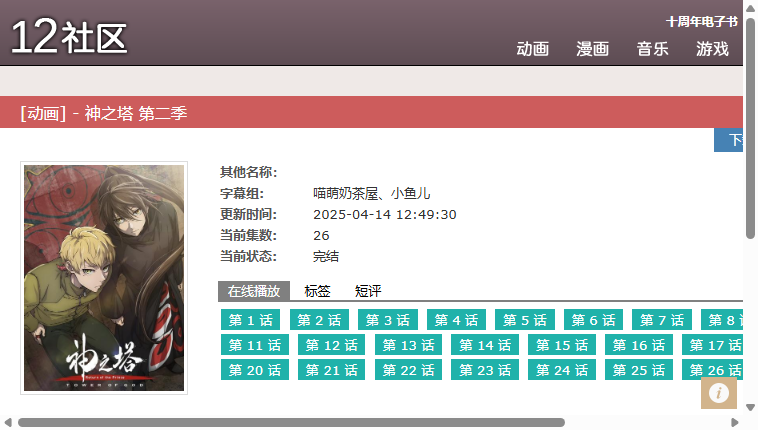 12社区
十周年电子书
动画 漫画 音乐 游戏
[动画] - 神之塔 第二季
其他名称:
字幕组: 喵萌奶茶屋、小鱼儿
更新时间: 2025-04-14 12:49:30
当前集数: 26
当前状态: 完结
神之塔
TOWER OF GOD
在线播放 标签 短评
第 1 话 第 2 话 第 3 话 第 4 话 第 5 话 第 6 话 第 7 话 第 8
第 11 话 第 12 话 第 13 话 第 14 话 第 15 话 第 16 话 第 17 话
第 20 话 第 21 话 第 22 话 第 23 话 第 24 话 第 25 话 第 26 话